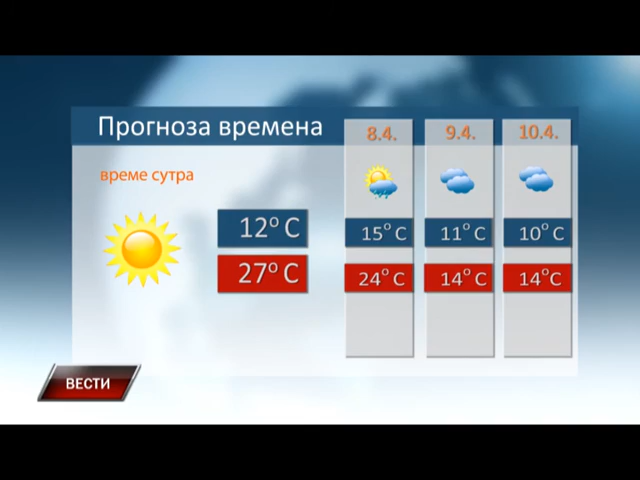 Прогноза времена
време сутра
12° C
27° C
8.4.
15° C
24° C
9.4.
11° C
14° C
10.4.
10° C
14°C
ВЕСТИ